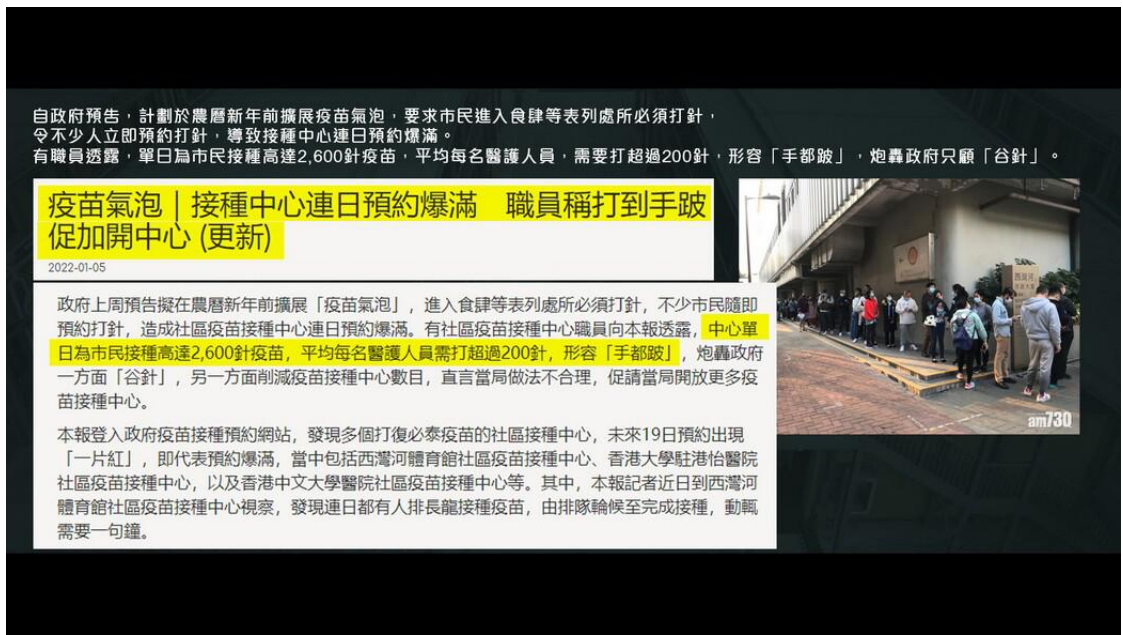 自政府預告，計劃於農曆新年前擴展疫苗氣泡，要求市民進入食肆等表列處所必須打針，
令不少人立即預約打針，導致接種中心連日預約爆滿。
有職員透露，單日為市民接種高達2,600針疫苗，平均每名醫護人員，需要打超過200針，形容「手都跛」，炮轟政府只顧「谷針」。
疫苗氣泡｜接種中心連日預約爆滿　職員稱打到手跛
促加開中心 (更新)
2022-01-05
政府上周預告擬在農曆新年前擴展「疫苗氣泡」，進入食肆等表列處所必須打針，不少市民隨即
預約打針，造成社區疫苗接種中心連日預約爆滿。有社區疫苗接種中心職員向本報透露，中心單
日為市民接種高達2,600針疫苗，平均每名醫護人員需打超過200針，形容「手都跛」，炮轟政府
一方面「谷針」，另一方面削減疫苗接種中心數目，直言當局做法不合理，促請當局開放更多疫
苗接種中心。
本報登入政府疫苗接種預約網站，發現多個打復必泰疫苗的社區接種中心，未來19日預約出現
「一片紅」，即代表預約爆滿，當中包括西灣河體育館社區疫苗接種中心、香港大學駐港怡醫院
社區疫苗接種中心，以及香港中文大學醫院社區疫苗接種中心等。其中，本報記者近日到西灣河
體育館社區疫苗接種中心視察，發現連日都有人排長龍接種疫苗，由排隊輪候至完成接種，動輒
需要一句鐘。
西灣河
am730